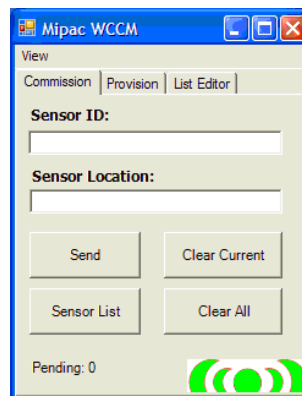 Mipac WCCM
View
Commission Provision List Editor
Sensor ID:
Sensor Location:
Send Clear Current
Sensor List Clear All
Pending: 0